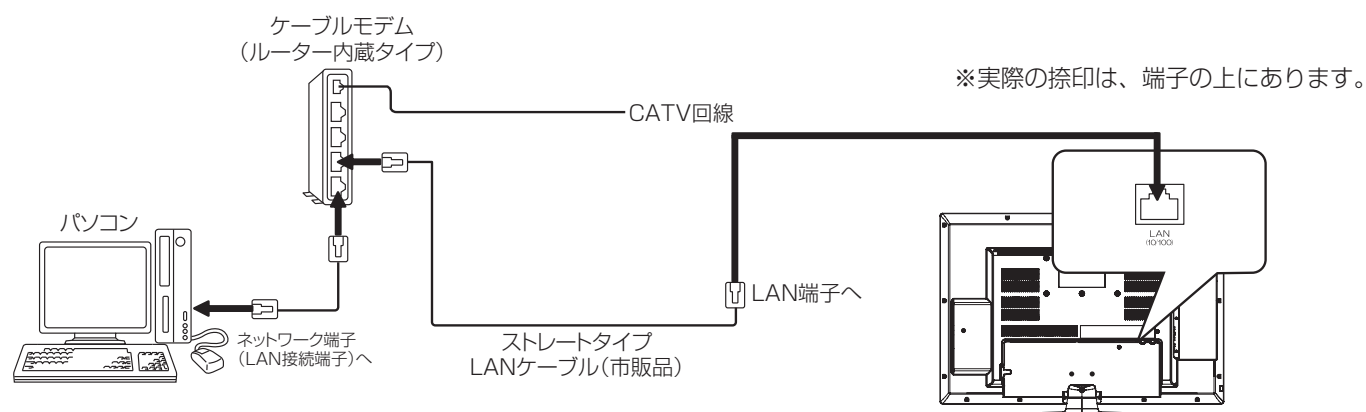 ケーブルモデム
（ルーター内蔵タイプ）
※実際の捺印は、端子の上にあります。
CATV回線
パソコン
LAN
(10/100)
LAN端子へ
ネットワーク端子
（LAN接続端子）へ
ストレートタイプ
LANケーブル（市販品）